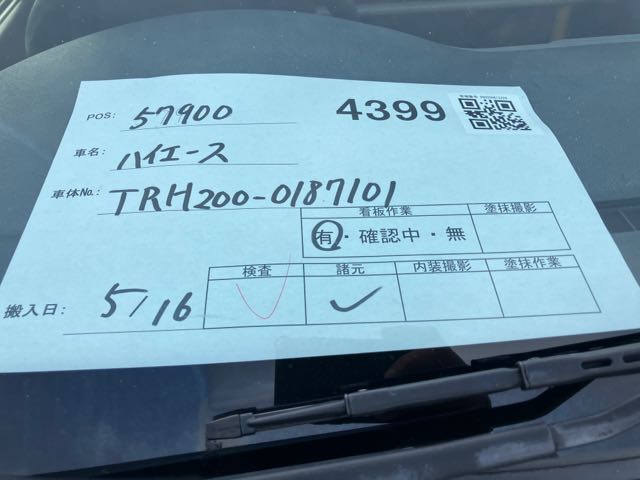 POS: 57900
4399
車名: ハイエース
車体No.: TRH200-0187101
看板作業 塗抹撮影
有・確認中・無
検査 諸元 内装撮影 塗抹作業
搬入日: 5/16